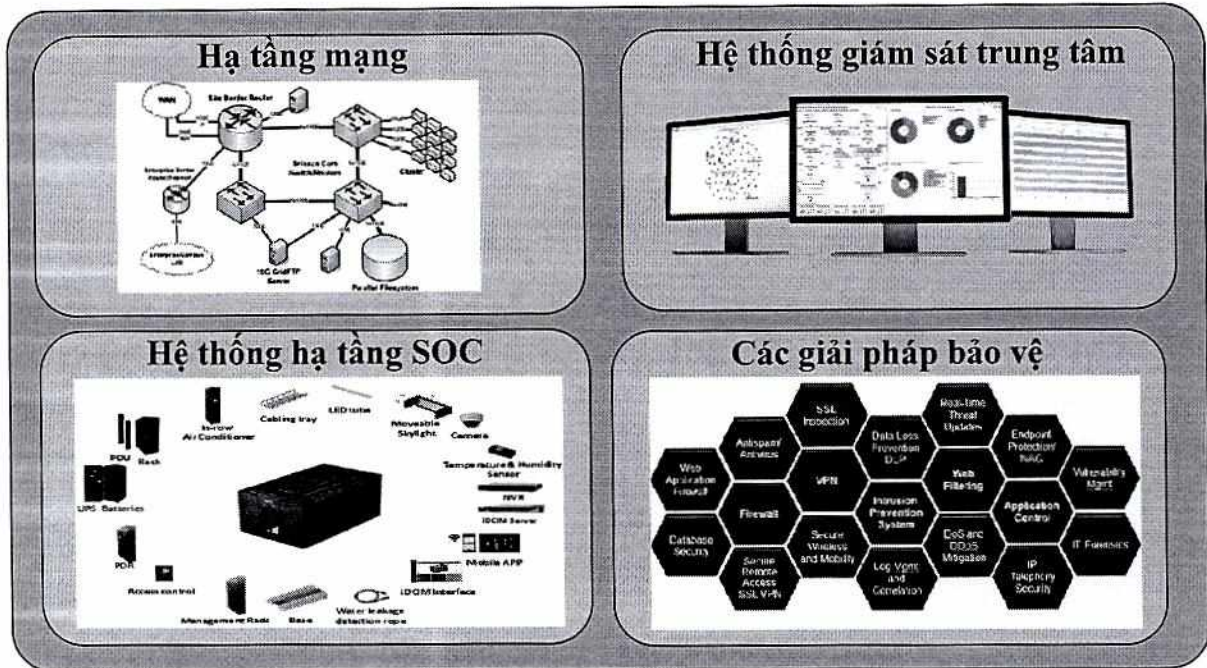 Hạ tầng mạng
WAN
Site Border Router
Cluster
10G GridFTP
Server
Parallel Filesystem
Hệ thống giám sát trung tâm
Hệ thống hạ tầng SOC
In-row
Air Conditioner
Cabling tray
LED tube
Moveable
Skylight
Camera
PDU
Rack
Temperature & Humidity
Sensor
NVR
UPS
Batteries
iDCIM Server
Mobile APP
PDR
iDCIM Interface
Access control
Management Rack
Base
Water leakage
detection rope
Các giải pháp bảo vệ
SSL
Inspection
Real-Time
Threat
Updates
Antispam/
Antivirus
Data Loss
Prevention
DLP
Endpoint
Protection/
NAC
Web
Application
Firewall
VPN
Web
Filtering
Vulnerability
Mgmt
Firewall
Intrusion
Prevention
System
Application
Control
Database
Security
Secure
Wireless
and Mobility
DoS and
DDoS
Mitigation
IT Forensics
Secure
Remote
Access
SSL VPN
Log Mgmt
and
Correlation
IP
Telephony
Security